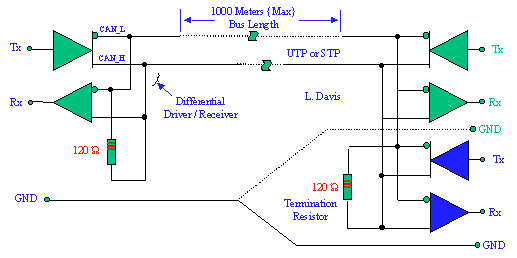 1000 Meters {Max}
Bus Length
CAN_L
Tx
CAN_H
UTP or STP
Tx
Rx
Differential
Driver / Receiver
L. Davis
Rx
GND
120 Ω
Tx
120 Ω
GND
Termination
Resistor
Rx
GND